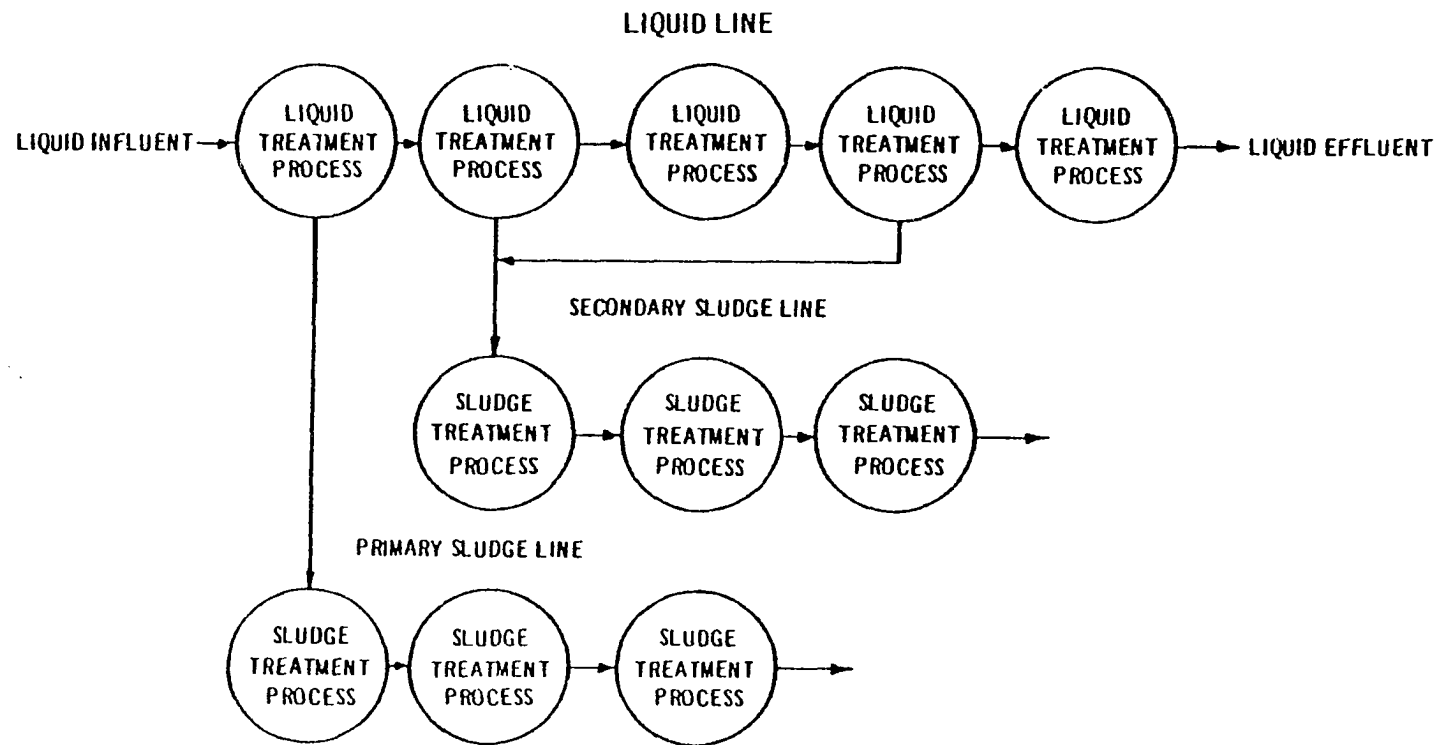 LIQUID LINE
LIQUID INFLUENT
LIQUID
TREATMENT
PROCESS
LIQUID
TREATMENT
PROCESS
LIQUID
TREATMENT
PROCESS
LIQUID
TREATMENT
PROCESS
LIQUID
TREATMENT
PROCESS
LIQUID EFFLUENT
SECONDARY SLUDGE LINE
SLUDGE
TREATMENT
PROCESS
SLUDGE
TREATMENT
PROCESS
SLUDGE
TREATMENT
PROCESS
PRIMARY SLUDGE LINE
SLUDGE
TREATMENT
PROCESS
SLUDGE
TREATMENT
PROCESS
SLUDGE
TREATMENT
PROCESS